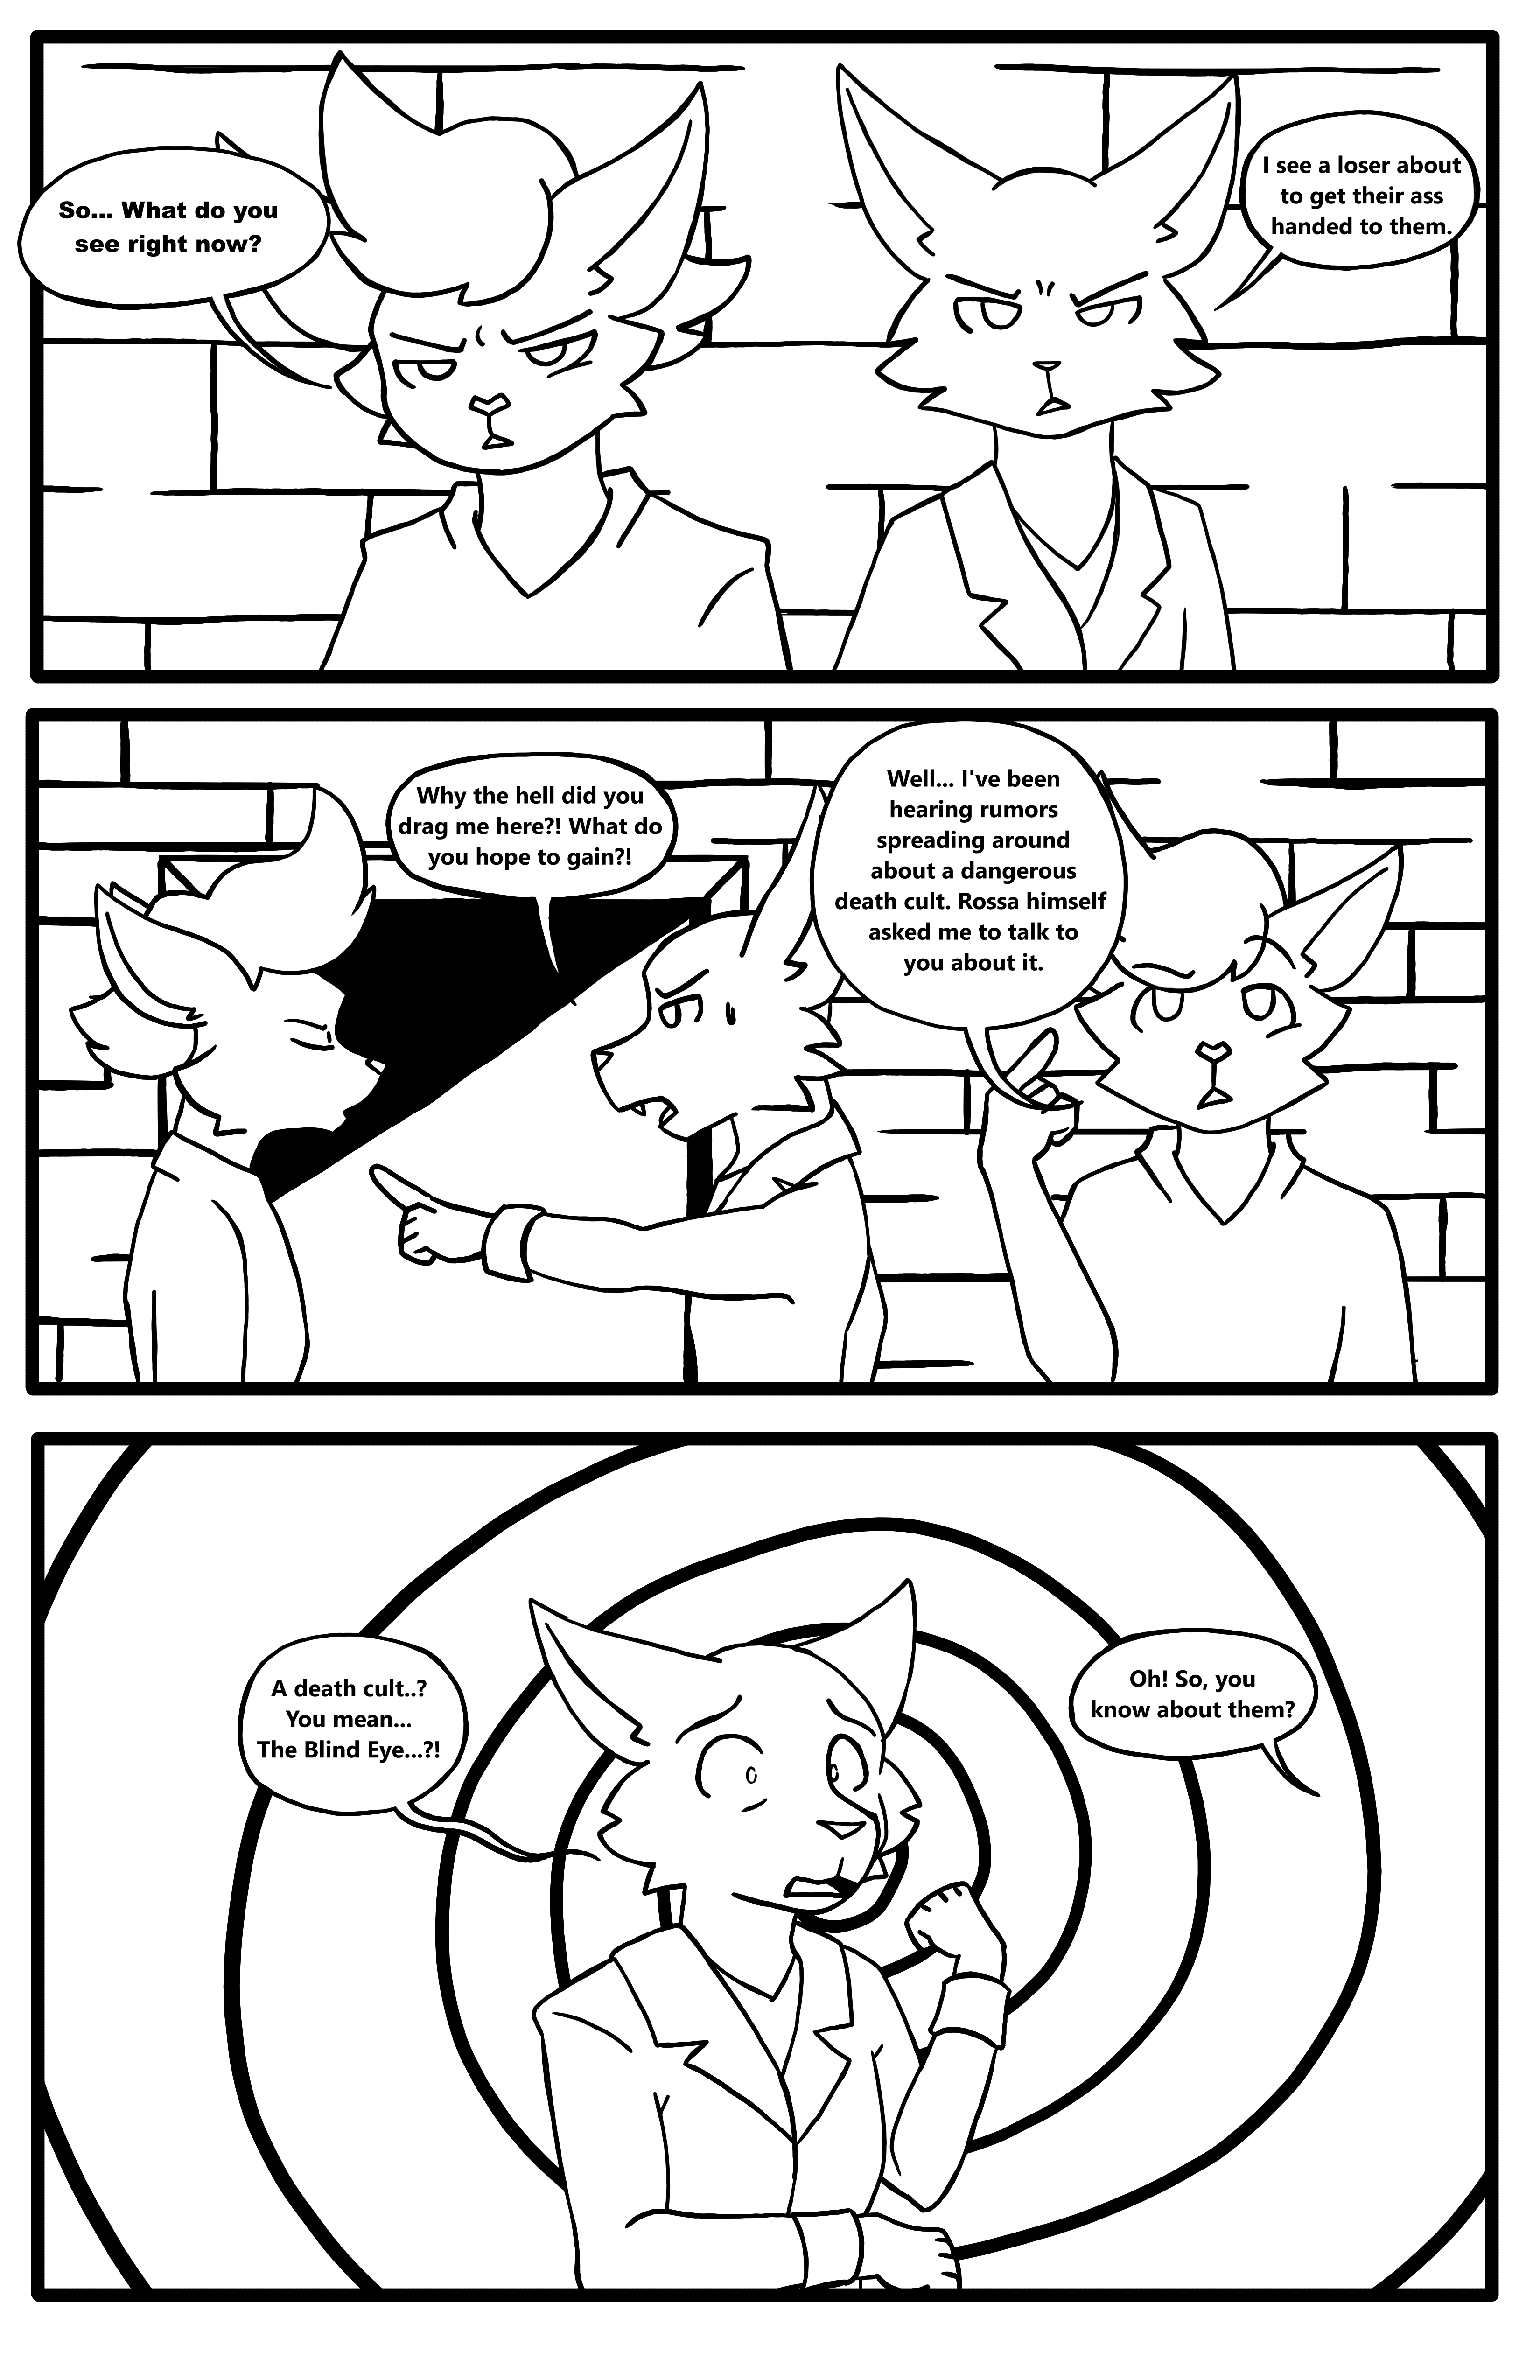 So... What do you
see right now?
I see a loser about
to get their ass
handed to them.
Why the hell did you
drag me here?! What do
you hope to gain?!
Well... I've been
hearing rumors
spreading around
about a dangerous
death cult. Rossa himself
asked me to talk to
you about it.
A death cult..?
You mean...
The Blind Eye...?!
Oh! So, you
know about them?